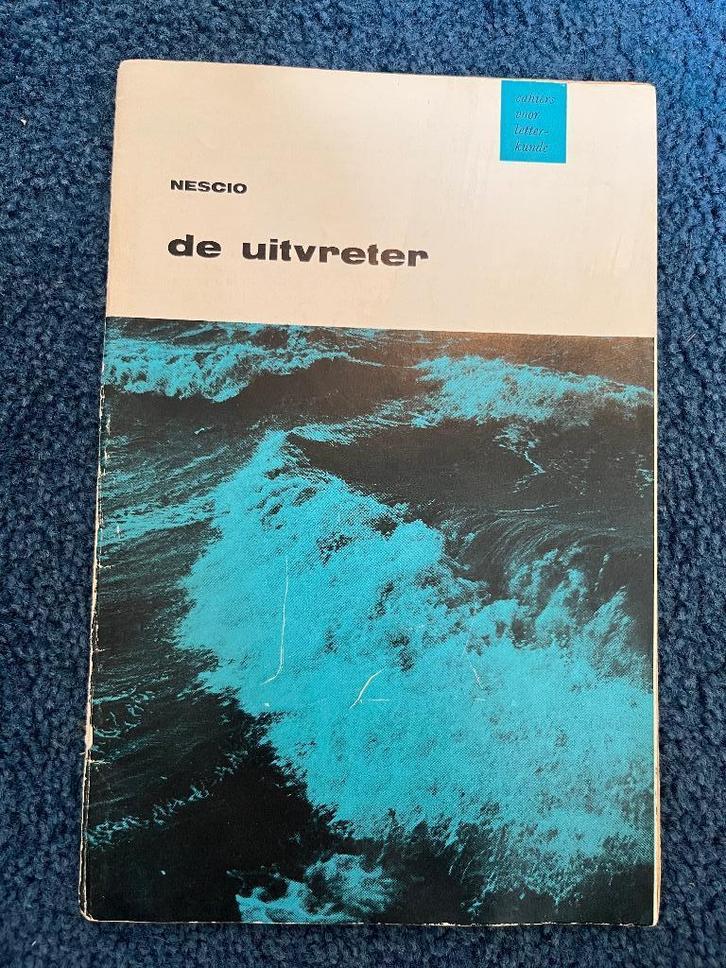 cahiers
voor
letter-
kunde
NESCIO
de uitvreter